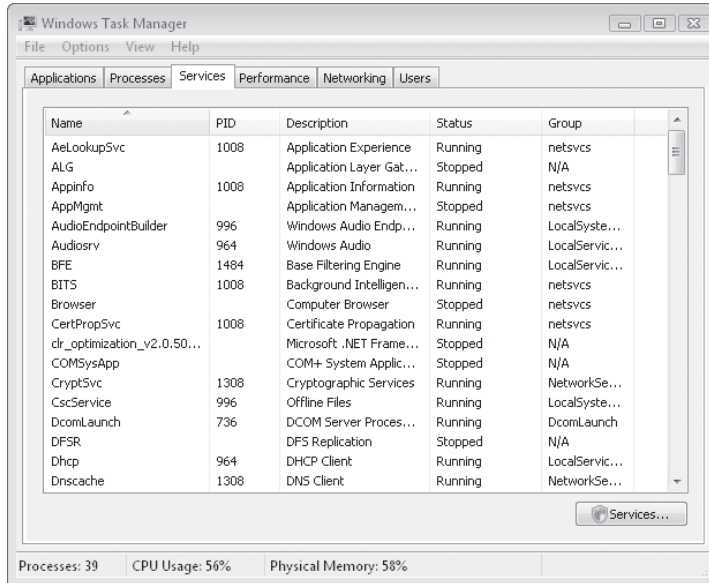 Windows Task Manager
File Options View Help
Applications Processes Services Performance Networking Users
Name PID Description Status Group
AeLookupSvc 1008 Application Experience Running netsvcs
ALG Application Layer Gat... Stopped N/A
Appinfo 1008 Application Information Running netsvcs
AppMgmt Application Managem... Stopped netsvcs
AudioEndpointBuilder 996 Windows Audio Endp... Running LocalSyste...
Audiosrv 964 Windows Audio Running LocalServic...
BFE 1484 Base Filtering Engine Running LocalServic...
BITS 1008 Background Intelligen... Running netsvcs
Browser Computer Browser Stopped netsvcs
CertPropSvc 1008 Certificate Propagation Running netsvcs
clr_optimization_v2.0.50... Microsoft .NET Frame... Stopped N/A
COMSysApp COM+ System Applic... Stopped N/A
CryptSvc 1308 Cryptographic Services Running NetworkSe...
CscService 996 Offline Files Running LocalSyste...
DcomLaunch 736 DCOM Server Proces... Running DcomLaunch
DFSR DFS Replication Stopped N/A
Dhcp 964 DHCP Client Running LocalServic...
Dnscache 1308 DNS Client Running NetworkSe...
Services...
Processes: 39 CPU Usage: 56% Physical Memory: 58%